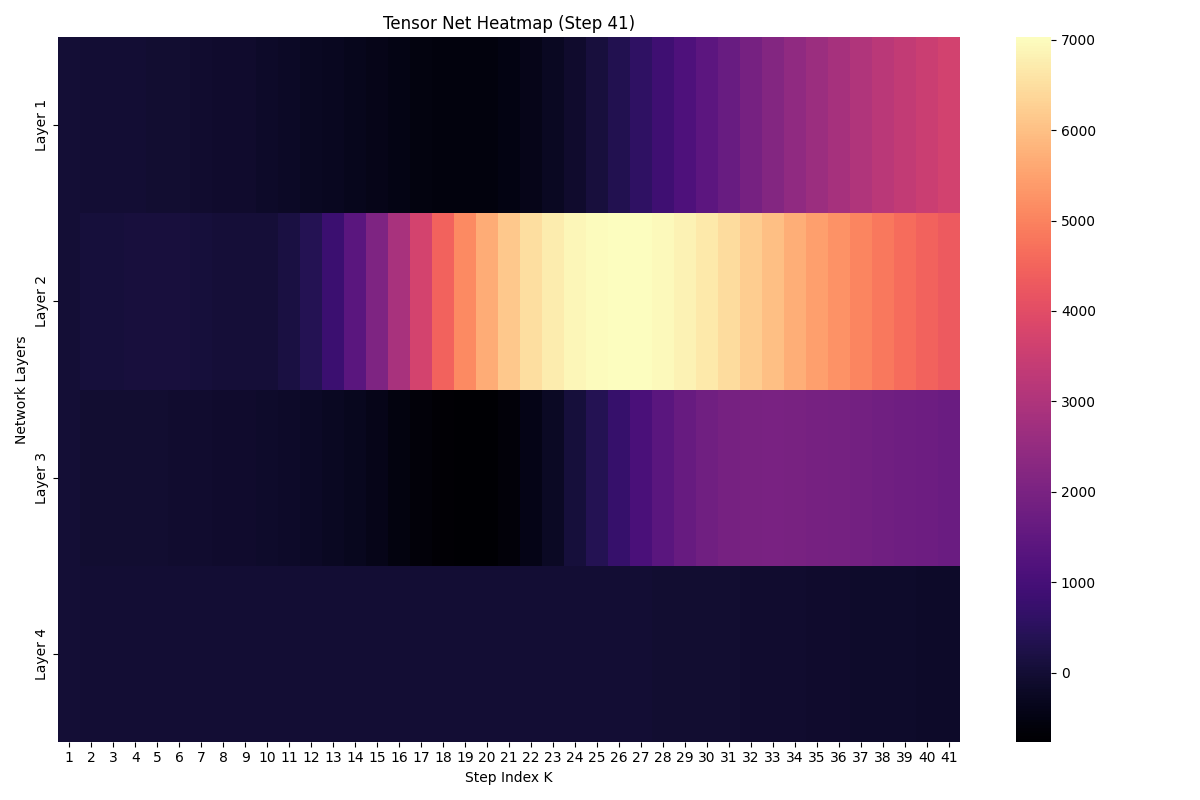 Tensor Net Heatmap (Step 41)
Network Layers
Layer 1
Layer 2
Layer 3
Layer 4
1 2 3 4 5 6 7 8 9 10 11 12 13 14 15 16 17 18 19 20 21 22 23 24 25 26 27 28 29 30 31 32 33 34 35 36 37 38 39 40 41
Step Index K
7000
6000
5000
4000
3000
2000
1000
0